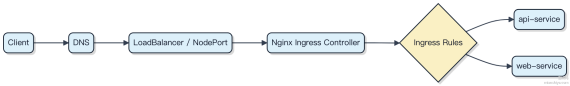 Client
DNS
LoadBalancer / NodePort
Nginx Ingress Controller
Ingress Rules
api-service
web-service